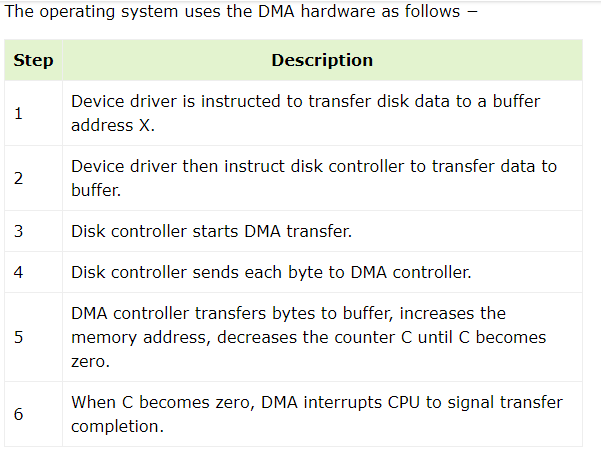 The operating system uses the DMA hardware as follows −
Step Description
1
Device driver is instructed to transfer disk data to a buffer
address X.
2
Device driver then instruct disk controller to transfer data to
buffer.
3 Disk controller starts DMA transfer.
4 Disk controller sends each byte to DMA controller.
5
DMA controller transfers bytes to buffer, increases the
memory address, decreases the counter C until C becomes
zero.
6
When C becomes zero, DMA interrupts CPU to signal transfer
completion.